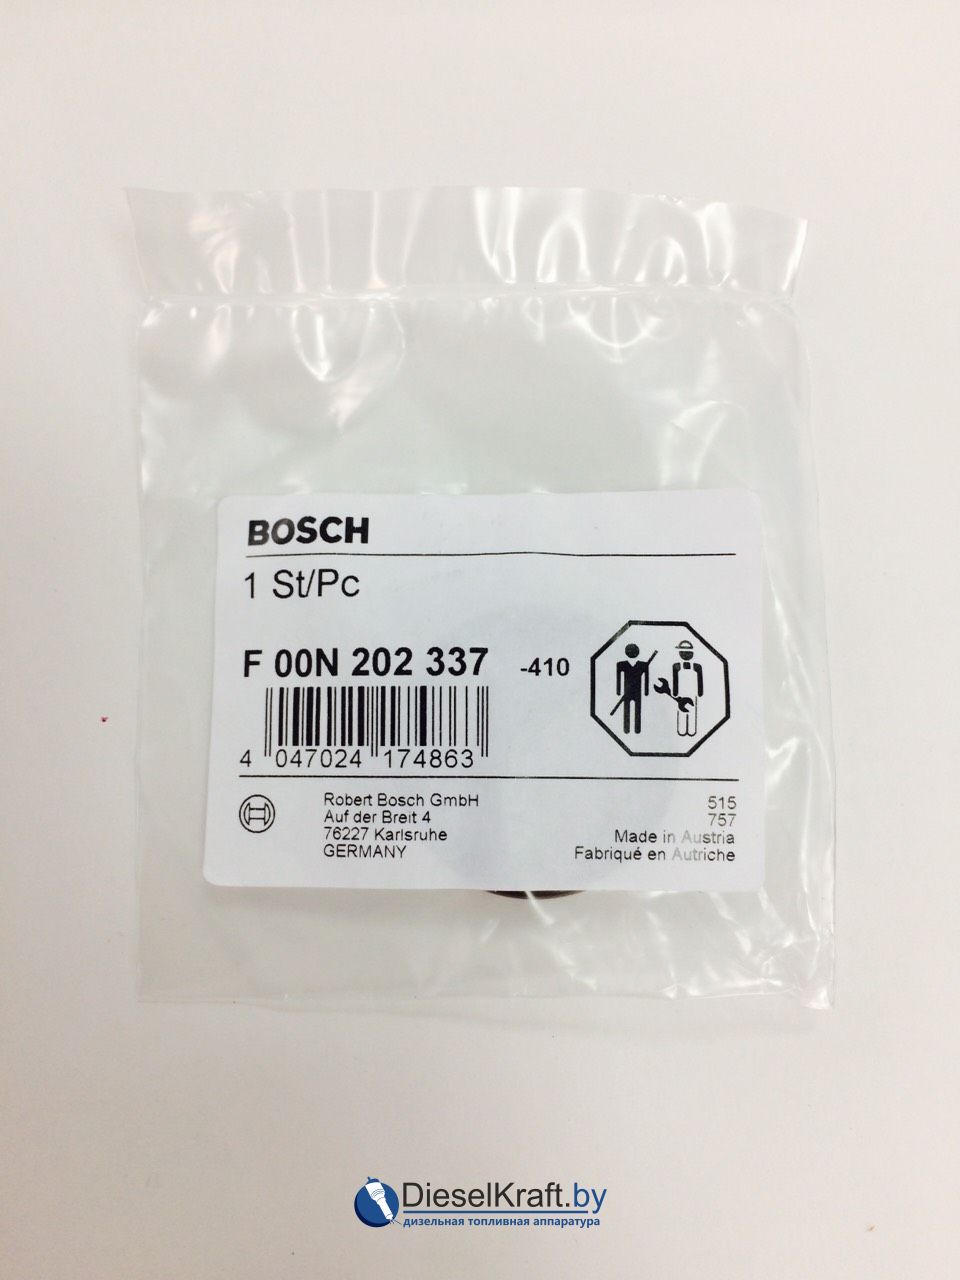 BOSCH
1 St/Pc
F 00N 202 337 -410
4 047024 174863
Robert Bosch GmbH
Auf der Breit 4
76227 Karlsruhe
GERMANY
515
757
Made in Austria
Fabriqué en Autriche
DieselKraft.by
дизельная топливная аппаратура